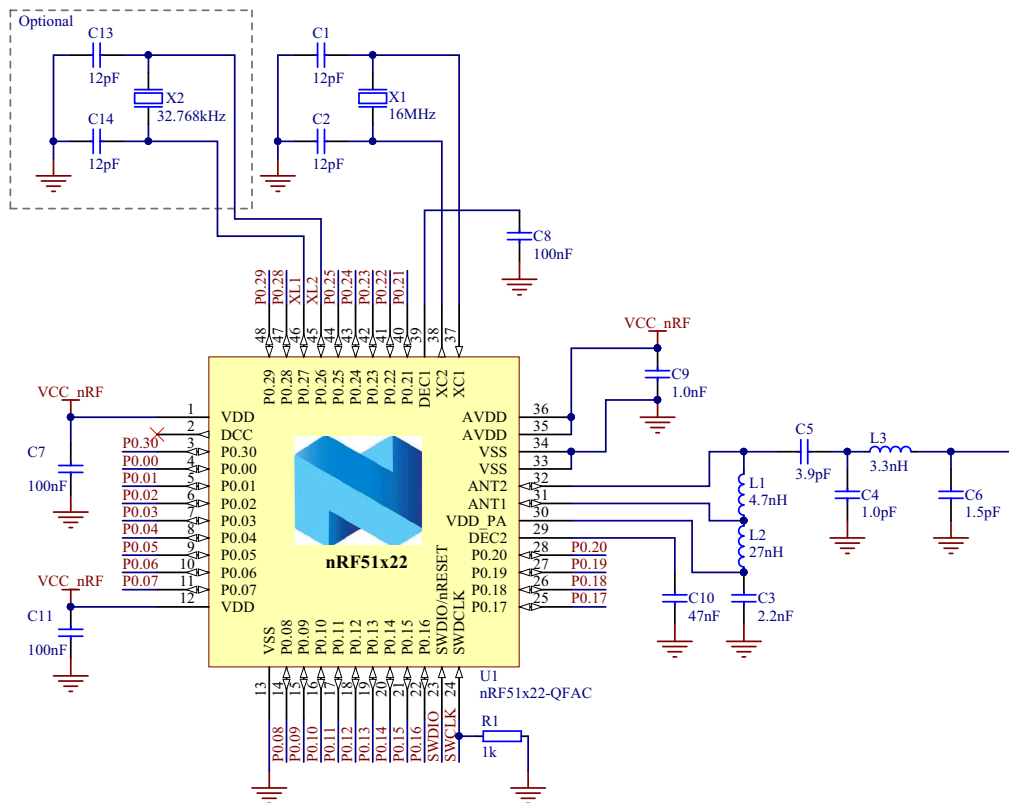 Optional
C13
12pF
X2
32.768kHz
C14
12pF
C1
12pF
X1
16MHz
C2
12pF
C8
100nF
P0.29
P0.28
XL1
XL2
P0.25
P0.24
P0.23
P0.22
P0.21
48
47
46
45
44
43
42
41
40
39
38
37
P0.29
P0.28
P0.27
P0.26
P0.25
P0.24
P0.23
P0.22
P0.21
DEC1
XC2
XC1
VCC_nRF
C7
100nF
VCC_nRF
C11
100nF
P0.30
P0.00
P0.01
P0.02
P0.03
P0.04
P0.05
P0.06
P0.07
1 VDD
2 DCC
3 P0.30
4 P0.00
5 P0.01
6 P0.02
7 P0.03
8 P0.04
9 P0.05
10 P0.06
11 P0.07
12 VDD
nRF51x22
AVDD 36
AVDD 35
VSS 34
VSS 33
ANT2 32
ANT1 31
VDD_PA 30
DEC2 29
P0.20 28 P0.20
P0.19 27 P0.19
P0.18 26 P0.18
P0.17 25 P0.17
VCC_nRF
C9
1.0nF
C5
3.9pF
L3
3.3nH
L1
4.7nH
C4
1.0pF
C6
1.5pF
L2
27nH
C10
47nF
C3
2.2nF
VSS
P0.08
P0.09
P0.10
P0.11
P0.12
P0.13
P0.14
P0.15
P0.16
SWDIO/nRESET
SWDCLK
13
14
15
16
17
18
19
20
21
22
23
24
P0.08
P0.09
P0.10
P0.11
P0.12
P0.13
P0.14
P0.15
P0.16
SWDIO
SWCLK
U1
nRF51x22-QFAC
R1
1k